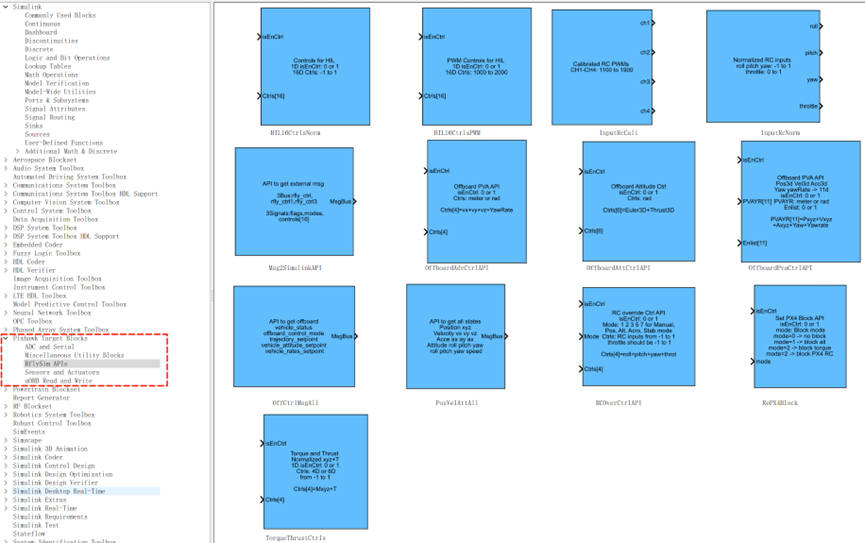 Simulink
Commonly Used Blocks
Continuous
Dashboard
Discontinuities
Discrete
Logic and Bit Operations
Lookup Tables
Math Operations
Model Verification
Model-Wide Utilities
Ports & Subsystems
Signal Attributes
Signal Routing
Sinks
Sources
User-Defined Functions
Additional Math & Discrete
Aerospace Blockset
Audio System Toolbox
Automated Driving System Toolbox
Communications System Toolbox
Communications System Toolbox HDL Support
Computer Vision System Toolbox
Control System Toolbox
Data Acquisition Toolbox
DSP System Toolbox
DSP System Toolbox HDL Support
Embedded Coder
Fuzzy Logic Toolbox
HDL Coder
HDL Verifier
Image Acquisition Toolbox
Instrument Control Toolbox
LTE HDL Toolbox
Model Predictive Control Toolbox
Neural Network Toolbox
OPC Toolbox
Phased Array System Toolbox
Pixhawk Target Blocks
ADC and Serial
Miscellaneous Utility Blocks
RflySim APIs
Sensors and Actuators
uORB Read and Write
Powertrain Blockset
Report Generator
RF Blockset
Robotics System Toolbox
Robust Control Toolbox
SimEvents
Simscape
Simulink 3D Animation
Simulink Coder
Simulink Control Design
Simulink Design Optimization
Simulink Design Verifier
Simulink Desktop Real-Time
Simulink Extras
Simulink Real-Time
Simulink Requirements
Simulink Test
Stateflow
System Identification Toolbox
isEnCtrl
Controls for HIL
1D isEnCtrl: 0 or 1
16D Ctrls: -1 to 1
Ctrls[16]
HIL16CtrlsNorm
isEnCtrl
PWM Controls for HIL
1D isEnCtrl: 0 or 1
16D Ctrls: 1000 to 2000
Ctrls[16]
HIL16CtrlsPWM
ch1
ch2
Calibrated RC PWMs
CH1-CH4: 1100 to 1900
ch3
ch4
InputRcCali
roll
pitch
Normalized RC inputs
roll pitch yaw: -1 to 1
throttle: 0 to 1
yaw
throttle
InputRcNorm
API to get external msg
3Bus:rfly_ctrl,
rfly_ctrl1,rfly_ctrl3
3Signals:flags,modes,
controls[16]
MsgBus
Msg2SimulinkAPI
isEnCtrl
Offboard PVA API
isEnCtrl: 0 or 1
Ctrls: meter or rad
Ctrls[4]=vx+vy+vz+YawRate
Ctrls[4]
OffboardAdvCtrlAPI
isEnCtrl
Offboard Attitude Ctrl
isEnCtrl: 0 or 1
Ctrls: rad
Ctrls[6]=Euler3D+Thrust3D
Ctrls[6]
OffboardAttCtrlAPI
isEnCtrl
Offboard PVA API
Pos3d Vel3d Acc3d
Yaw yawRate -> 11d
isEnCtrl: 0 or 1
PVAYR[11]
PVAYR: meter or rad
Enlist: 0 or 1
PVAYR[11]=Pxyz+Vxyz
+Axyz+Yaw+Yawrate
Enlist[11]
OffboardPvaCtrlAPI
API to get offboard
vehicle_status
offboard_control_mode
trajectory_setpoint
vehicle_attitude_setpoint
vehicle_rates_setpoint
MsgBus
OffCtrlMsgAll
API to get all states
Position xyz
Velocity vx vy vz
Acce ax ay az
Attitude roll pitch yaw
roll pitch yaw speed
MsgBus
PosVelAttAll
isEnCtrl
RC override Ctrl API
isEnCtrl: 0 or 1
Mode: 1 2 3 5 7 for Manual,
Pos, Alt, Acro, Stab mode
Mode
Ctrls: RC inputs from -1 to 1
throttle should be -1 to 1
Ctrls[4]=roll+pitch+yaw+throt
Ctrls[4]
RCOverCtrlAPI
isEnCtrl
Set PX4 Block API
isEnCtrl: 0 or 1
mode: Block mode
mode=0 -> no block
mode=1 -> block all
mode=2 -> block torque
mode=2 -> block PX4 RC
mode
RePX4Block
isEnCtrl
Torque and Thrust
Normalized xyz+T
1D isEnCtrl: 0 or 1
Ctrls: 4D or 6D
from -1 to 1
Ctrls[4]=Mxyz+T
Ctrls[4]
TorqueThrustCtrls